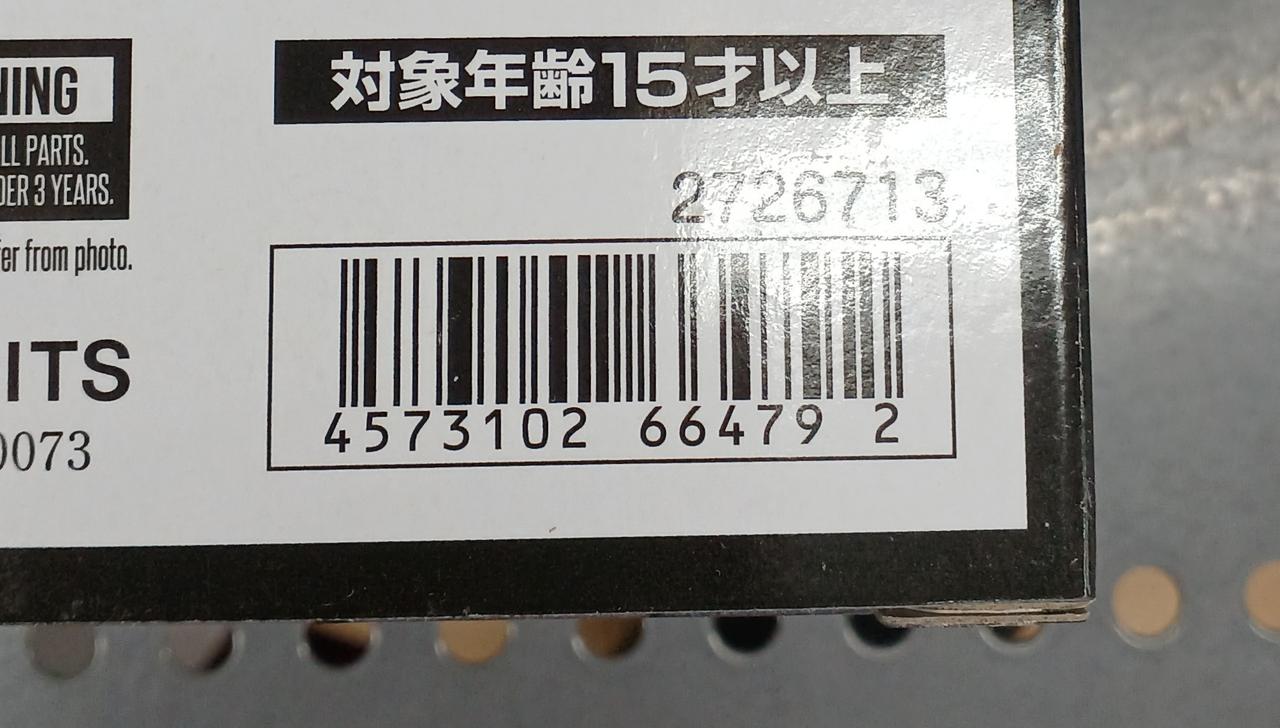 NING
LL PARTS.
DER 3 YEARS.
fer from photo.
ITS
0073
対象年齢15才以上
2726713
4573102 66479 2